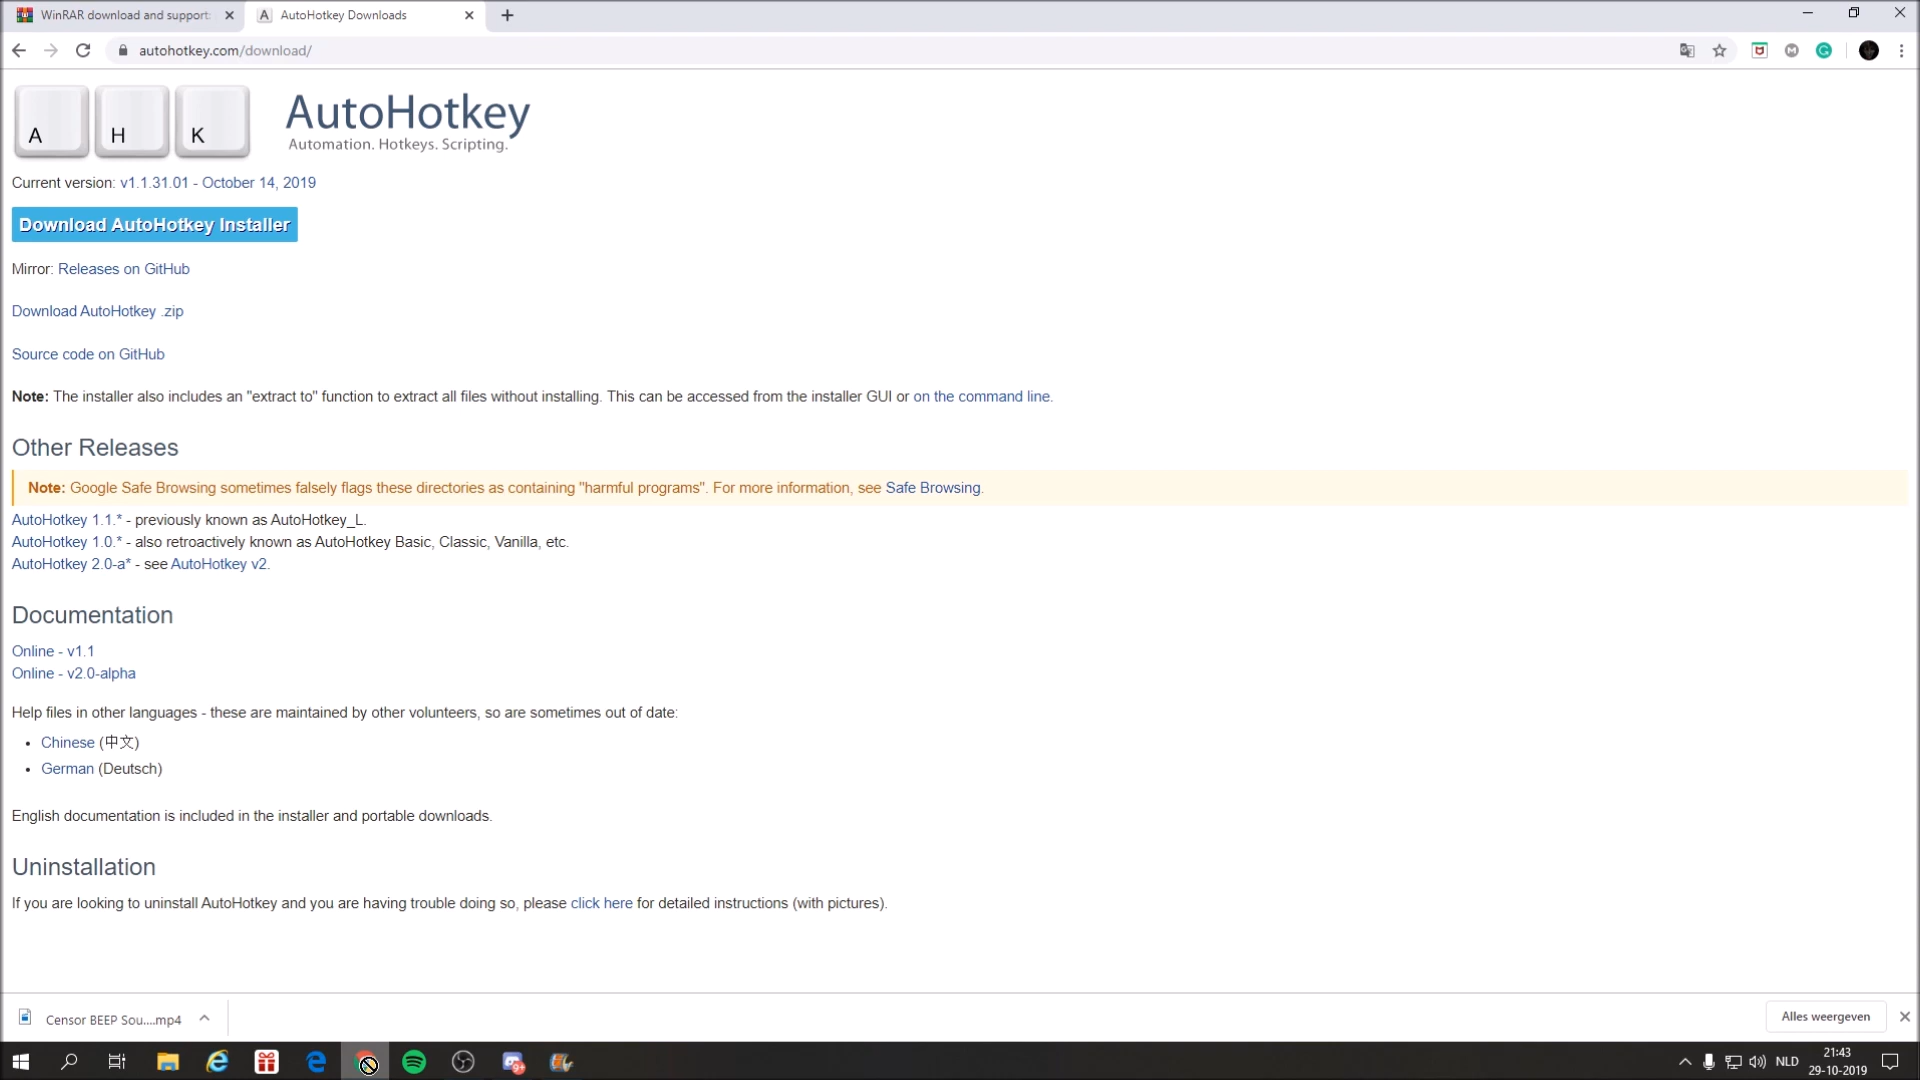 WinRAR download and support:
AutoHotkey Downloads
autohotkey.com/download/
A H K
AutoHotkey
Automation. Hotkeys. Scripting.
Current version: v1.1.31.01 - October 14, 2019
Download AutoHotkey Installer
Mirror: Releases on GitHub
Download AutoHotkey .zip
Source code on GitHub
Note: The installer also includes an "extract to" function to extract all files without installing. This can be accessed from the installer GUI or on the command line.
Other Releases
Note: Google Safe Browsing sometimes falsely flags these directories as containing "harmful programs". For more information, see Safe Browsing.
AutoHotkey 1.1.* - previously known as AutoHotkey_L.
AutoHotkey 1.0.* - also retroactively known as AutoHotkey Basic, Classic, Vanilla, etc.
AutoHotkey 2.0-a* - see AutoHotkey v2.
Documentation
Online - v1.1
Online - v2.0-alpha
Help files in other languages - these are maintained by other volunteers, so are sometimes out of date:
• Chinese (中文)
• German (Deutsch)
English documentation is included in the installer and portable downloads.
Uninstallation
If you are looking to uninstall AutoHotkey and you are having trouble doing so, please click here for detailed instructions (with pictures).
Censor BEEP Sou....mp4
Alles weergeven
NLD
21:43
29-10-2019